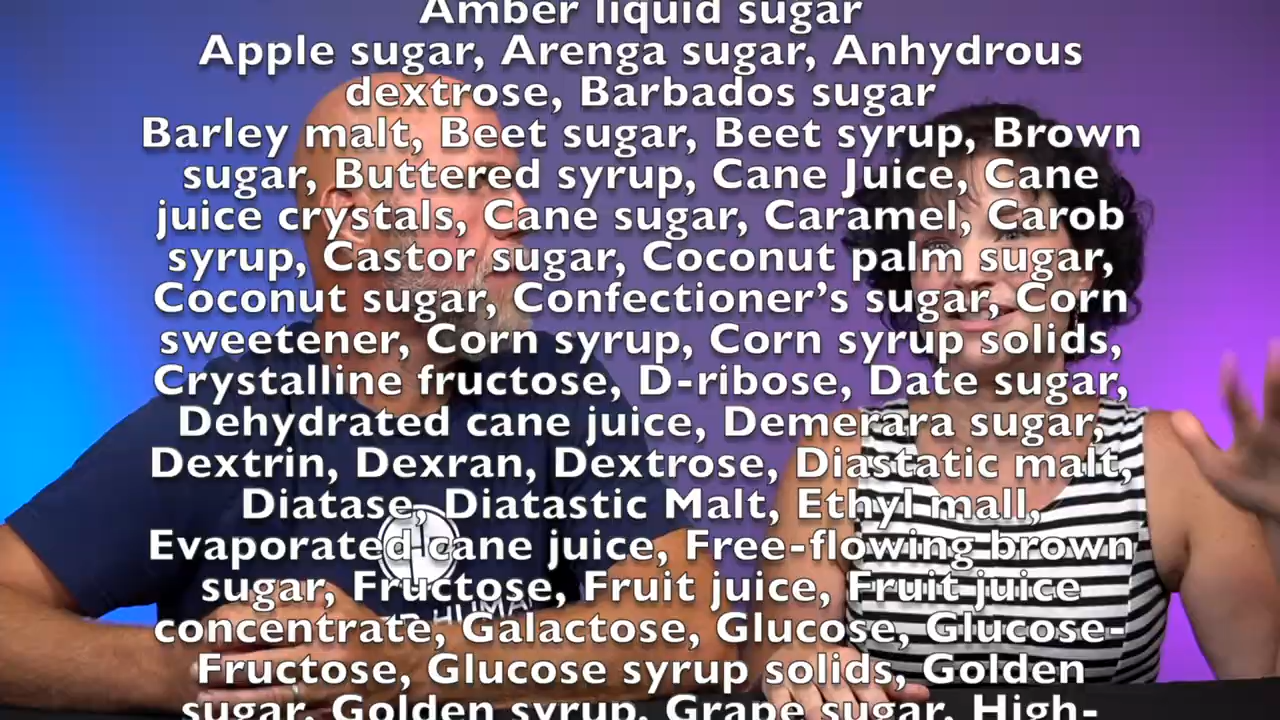 Amber liquid sugar
Apple sugar, Arenga sugar, Anhydrous
dextrose, Barbados sugar
Barley malt, Beet sugar, Beet syrup, Brown
sugar, Buttered syrup, Cane Juice, Cane
juice crystals, Cane sugar, Caramel, Carob
syrup, Castor sugar, Coconut palm sugar,
Coconut sugar, Confectioner’s sugar, Corn
sweetener, Corn syrup, Corn syrup solids,
Crystalline fructose, D-ribose, Date sugar,
Dehydrated cane juice, Demerara sugar,
Dextrin, Dexran, Dextrose, Diastatic malt,
Diatase, Diatastic Malt, Ethyl mall,
Evaporated cane juice, Free-flowing brown
sugar, Fructose, Fruit juice, Fruit juice
concentrate, Galactose, Glucose, Glucose-
Fructose, Glucose syrup solids, Golden
sugar, Golden syrup, Grape sugar, High-